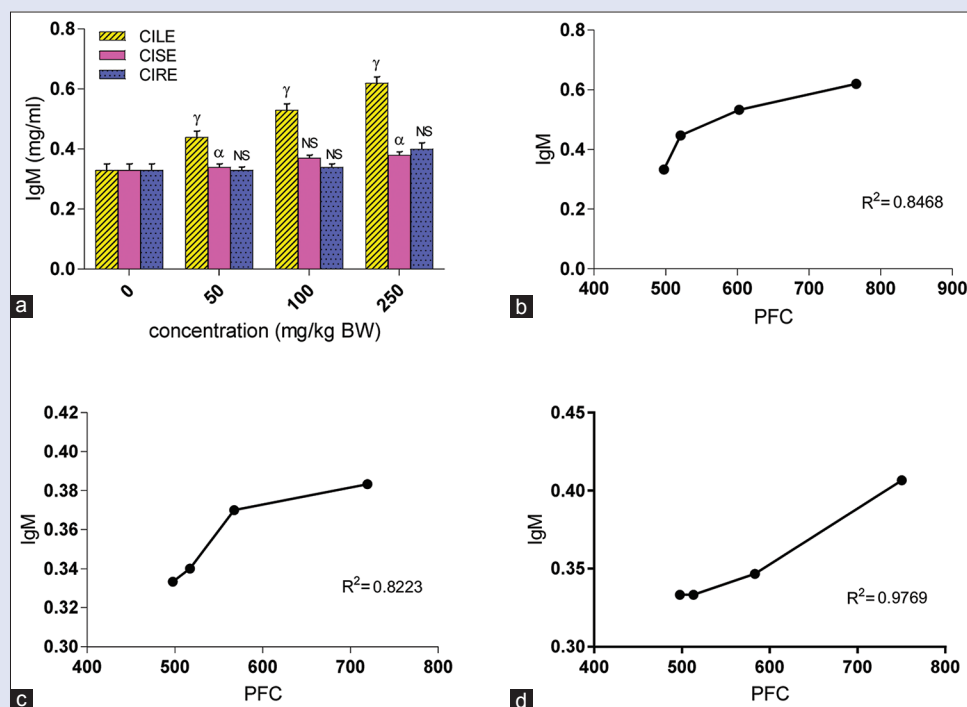 0.8
0.6
0.4
0.2
0.0
IgM (mg/ml)
CILE
CISE
CIRE
γ
α
NS
γ
NS
NS
γ
α
NS
0
50
100
250
concentration (mg/kg BW)
a
0.8
0.6
0.4
0.2
0.0
IgM
R²=0.8468
400 500 600 700 800 900
PFC
b
0.42
0.40
0.38
0.36
0.34
0.32
0.30
IgM
R²=0.8223
400 500 600 700 800
PFC
c
0.45
0.40
0.35
0.30
IgM
R²=0.9769
400 500 600 700 800
PFC
d